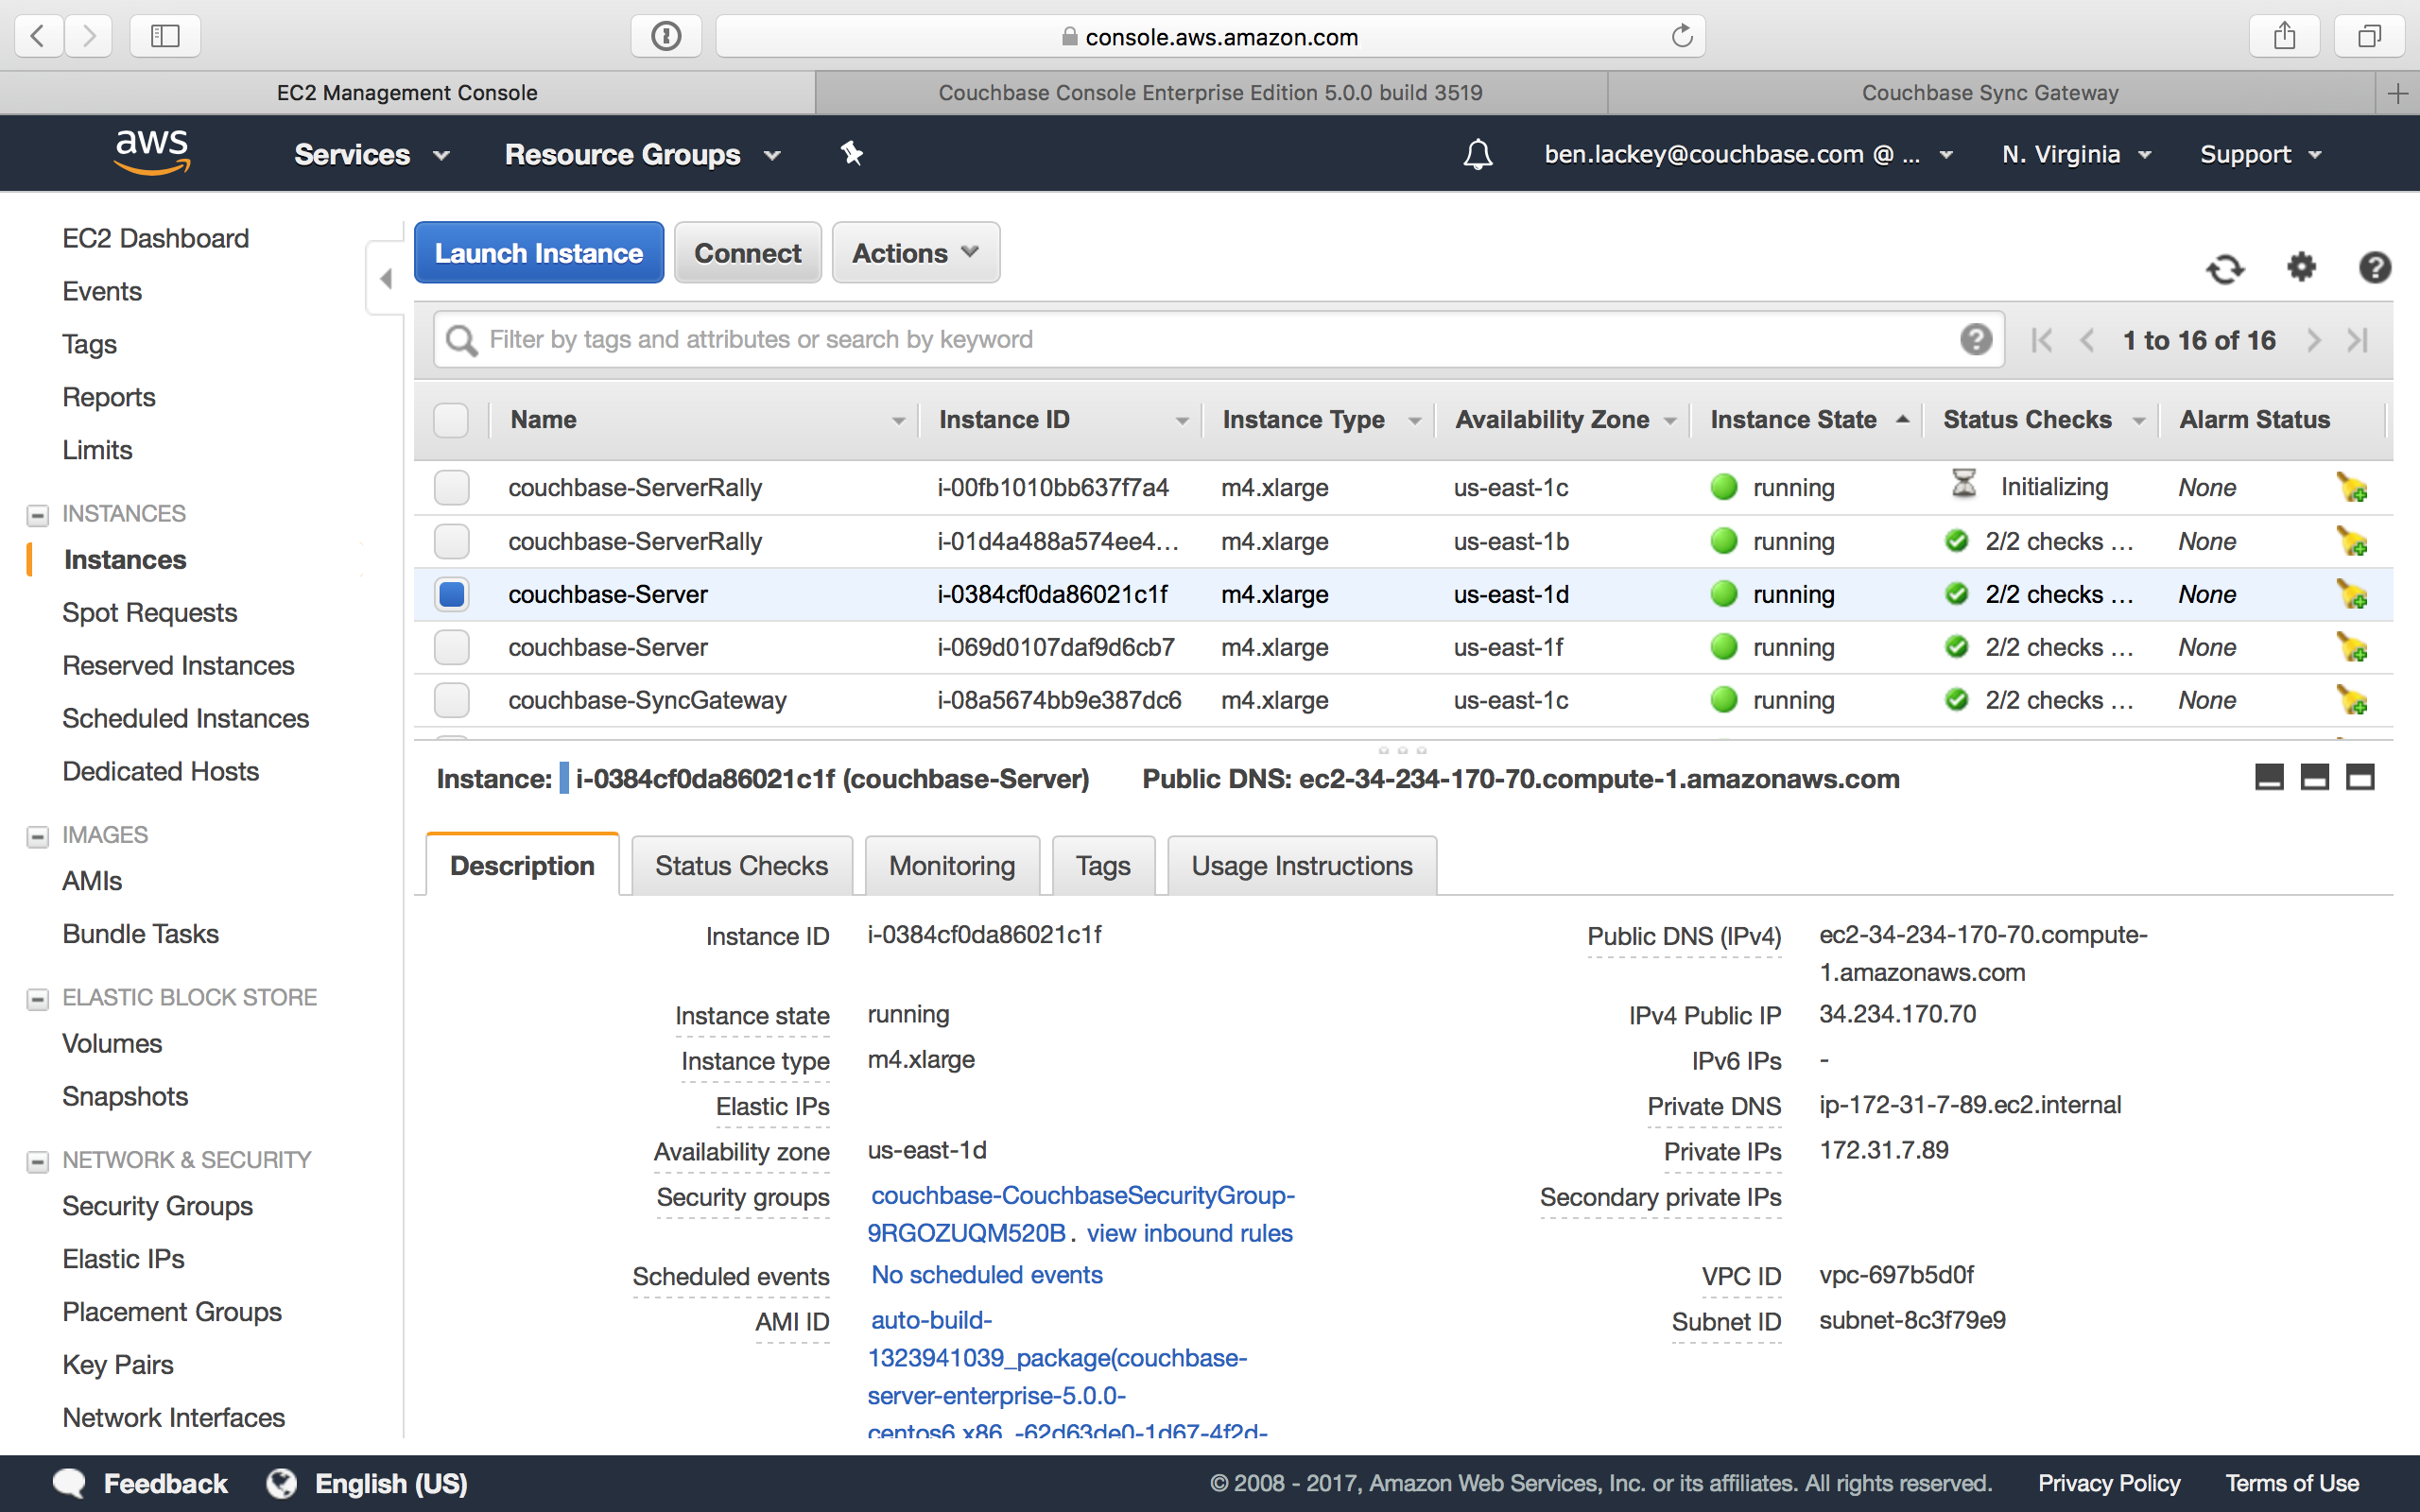 console.aws.amazon.com
EC2 Management Console
Couchbase Console Enterprise Edition 5.0.0 build 3519
Couchbase Sync Gateway
aws
Services
Resource Groups
ben.lackey@couchbase.com @ ...
N. Virginia
Support
EC2 Dashboard
Events
Tags
Reports
Limits
INSTANCES
Instances
Spot Requests
Reserved Instances
Scheduled Instances
Dedicated Hosts
IMAGES
AMIs
Bundle Tasks
ELASTIC BLOCK STORE
Volumes
Snapshots
NETWORK & SECURITY
Security Groups
Elastic IPs
Placement Groups
Key Pairs
Network Interfaces
Launch Instance
Connect
Actions
Filter by tags and attributes or search by keyword
1 to 16 of 16
Name Instance ID Instance Type Availability Zone Instance State Status Checks Alarm Status
couchbase-ServerRally i-00fb1010bb637f7a4 m4.xlarge us-east-1c running Initializing None
couchbase-ServerRally i-01d4a488a574ee4... m4.xlarge us-east-1b running 2/2 checks ... None
couchbase-Server i-0384cf0da86021c1f m4.xlarge us-east-1d running 2/2 checks ... None
couchbase-Server i-069d0107daf9d6cb7 m4.xlarge us-east-1f running 2/2 checks ... None
couchbase-SyncGateway i-08a5674bb9e387dc6 m4.xlarge us-east-1c running 2/2 checks ... None
Instance: i-0384cf0da86021c1f (couchbase-Server) Public DNS: ec2-34-234-170-70.compute-1.amazonaws.com
Description
Status Checks
Monitoring
Tags
Usage Instructions
Instance ID i-0384cf0da86021c1f
Instance state running
Instance type m4.xlarge
Elastic IPs
Availability zone us-east-1d
Security groups couchbase-CouchbaseSecurityGroup-
9RGOZUQM520B. view inbound rules
Scheduled events No scheduled events
AMI ID auto-build-
1323941039_package(couchbase-
server-enterprise-5.0.0-
centos6.x86_-62d63de0-1d67-4f2d-
Public DNS (IPv4) ec2-34-234-170-70.compute-
1.amazonaws.com
IPv4 Public IP 34.234.170.70
IPv6 IPs -
Private DNS ip-172-31-7-89.ec2.internal
Private IPs 172.31.7.89
Secondary private IPs
VPC ID vpc-697b5d0f
Subnet ID subnet-8c3f79e9
Feedback
English (US)
© 2008 - 2017, Amazon Web Services, Inc. or its affiliates. All rights reserved.
Privacy Policy
Terms of Use